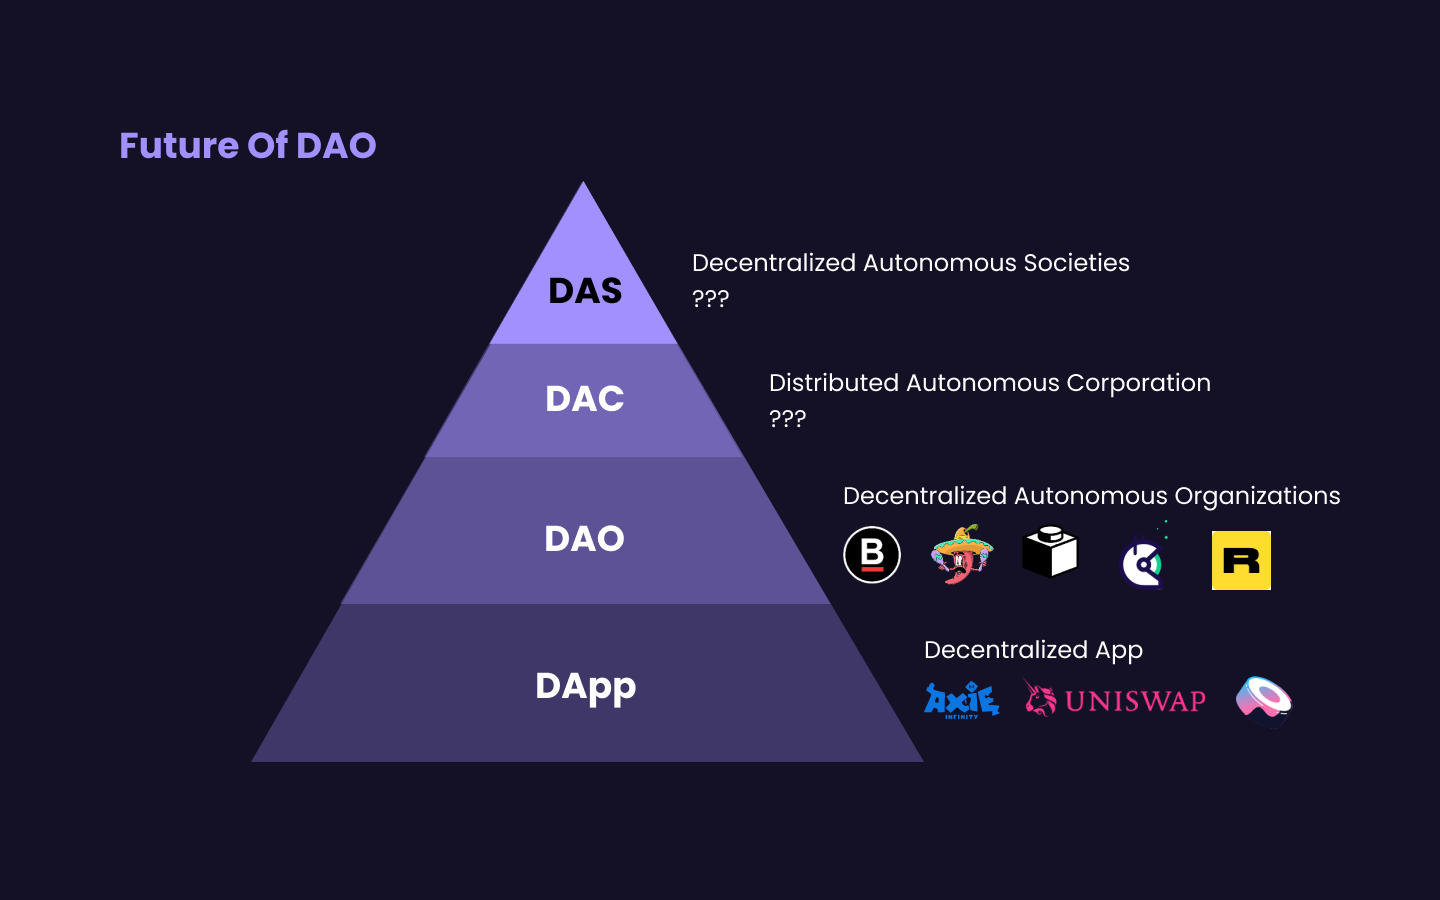 Future Of DAO
DAS
Decentralized Autonomous Societies
???
DAC
Distributed Autonomous Corporation
???
DAO
Decentralized Autonomous Organizations
B
R
DApp
Decentralized App
AXIE
INFINITY
UNISWAP